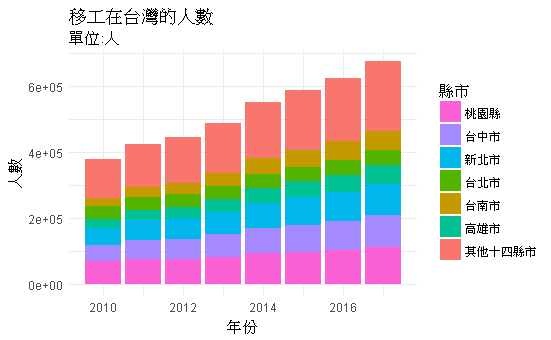 移工在台灣的人數
單位:人
人數
6e+05
4e+05
2e+05
0e+00
2010
2012
2014
2016
年份
縣市
桃園縣
台中市
新北市
台北市
台南市
高雄市
其他十四縣市